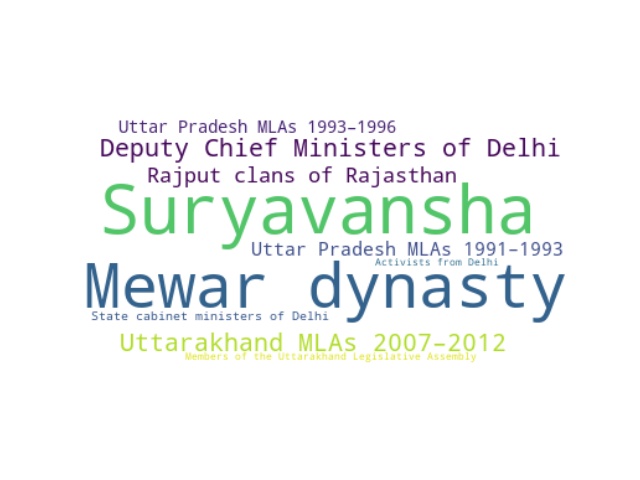 Uttar Pradesh MLAs 1993–1996
Deputy Chief Ministers of Delhi
Rajput clans of Rajasthan
Suryavansha
Uttar Pradesh MLAs 1991–1993
Activists from Delhi
Mewar dynasty
State cabinet ministers of Delhi
Uttarakhand MLAs 2007–2012
Members of the Uttarakhand Legislative Assembly